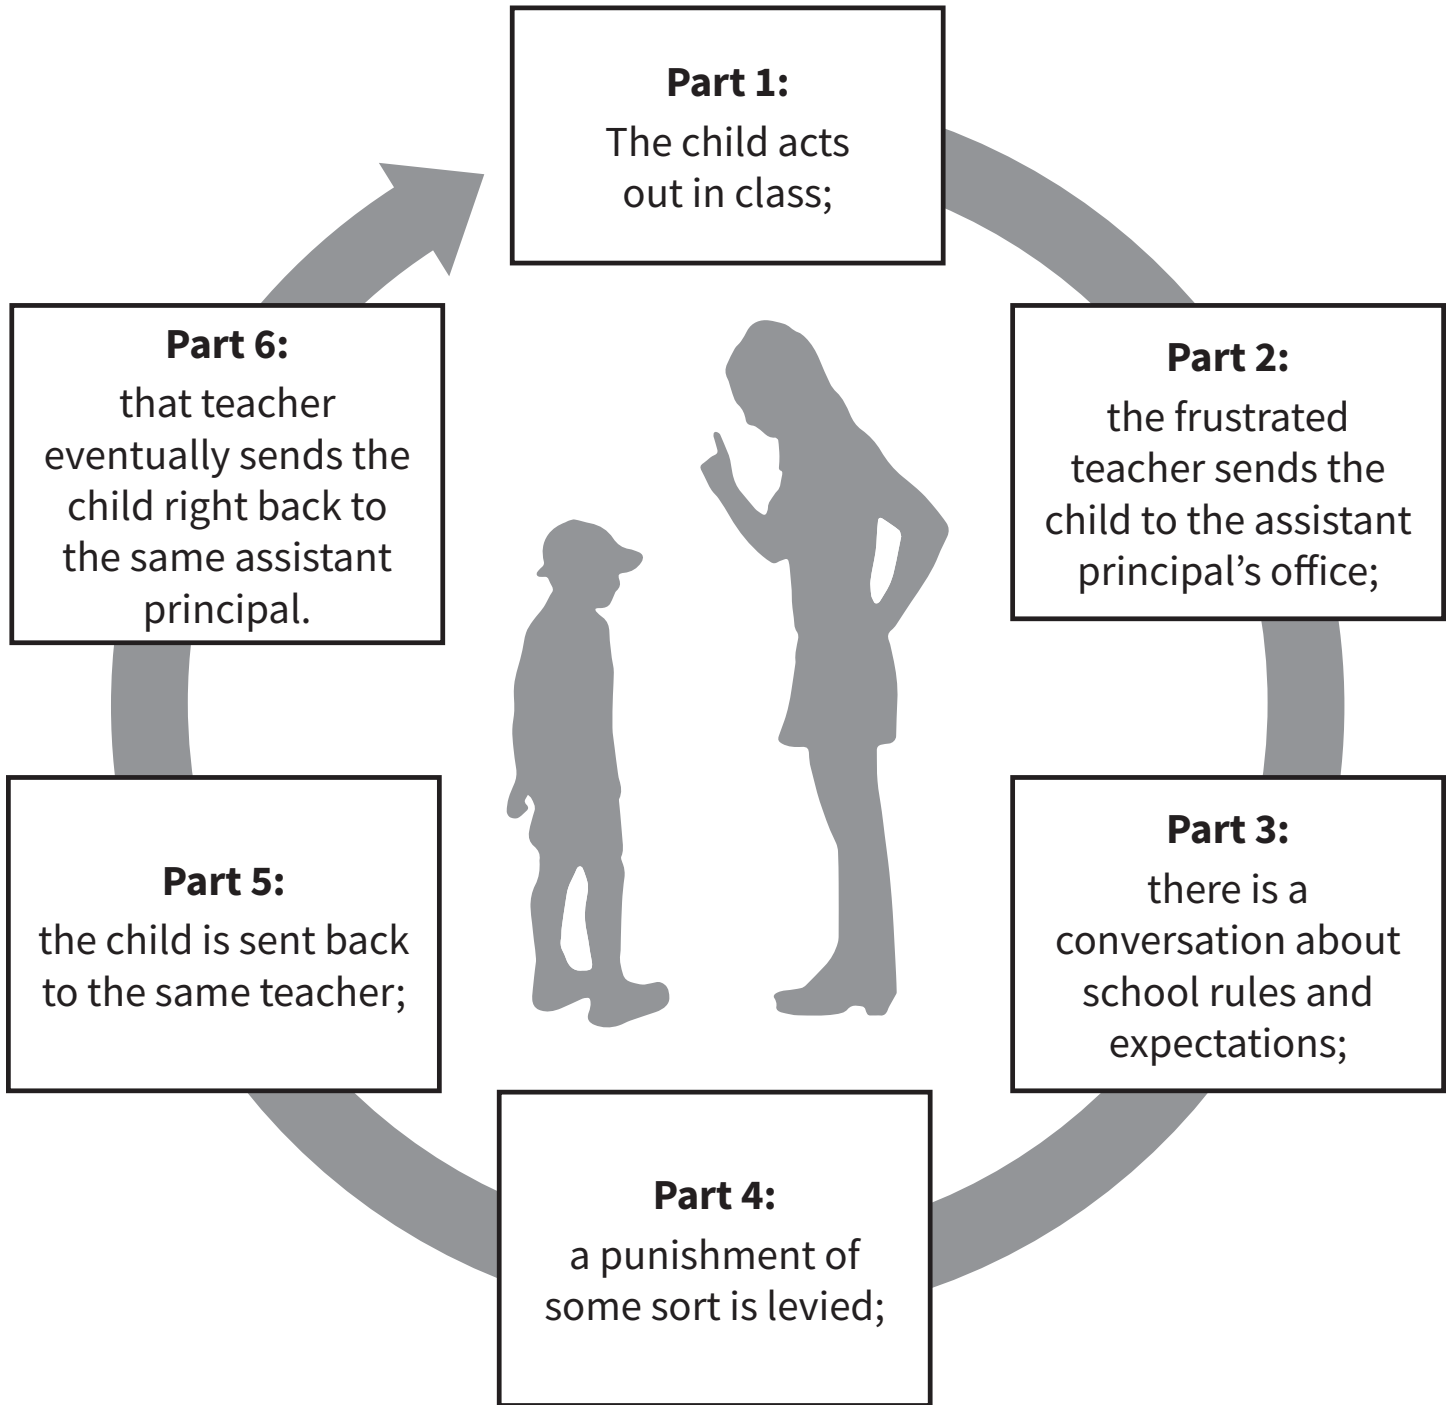 Part 1:
The child acts
out in class;
Part 2:
the frustrated
teacher sends the
child to the assistant
principal’s office;
Part 3:
there is a
conversation about
school rules and
expectations;
Part 4:
a punishment of
some sort is levied;
Part 5:
the child is sent back
to the same teacher;
Part 6:
that teacher
eventually sends the
child right back to
the same assistant
principal.